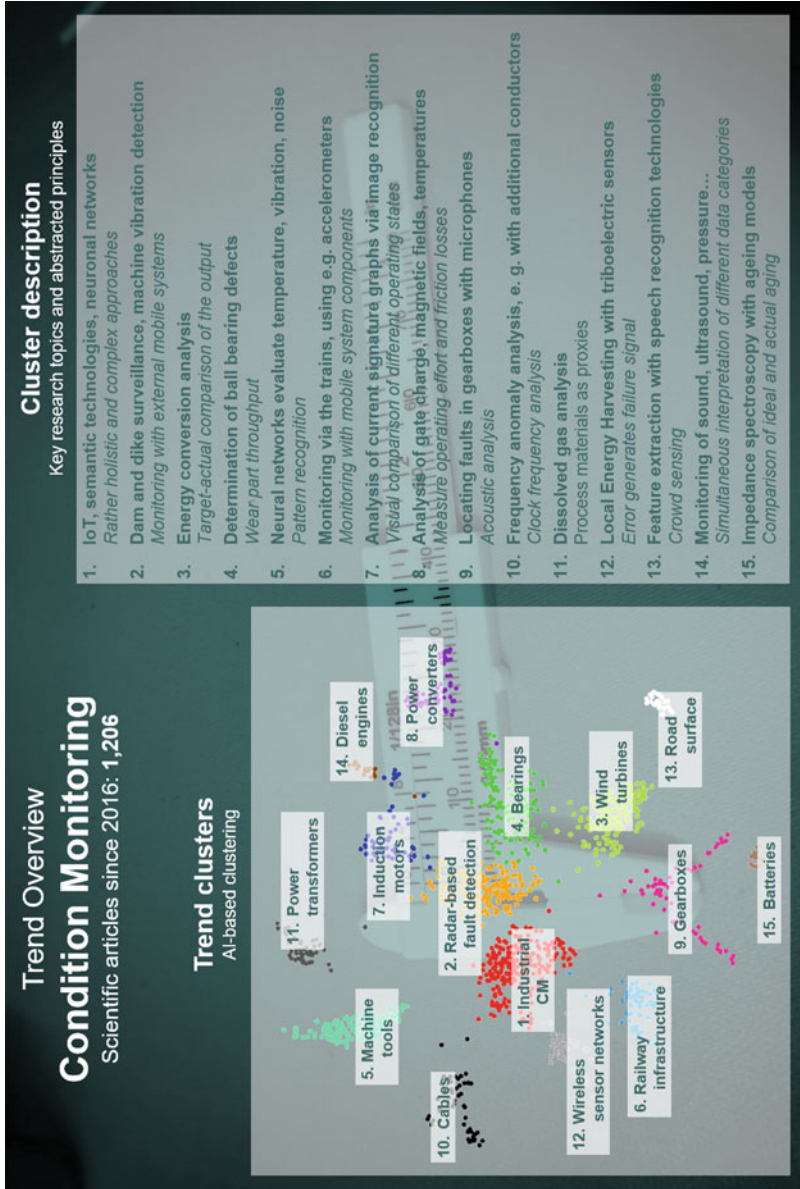 Trend Overview
Condition Monitoring
Scientific articles since 2016: 1,206
Trend clusters
AI-based clustering
11. Power
transformers
14. Diesel
engines
5. Machine
tools
7. Induction
motors
8. Power
converters
10. Cables
2. Radar-based
fault detection
1. Industrial
CM
4. Bearings
12. Wireless
sensor networks
3. Wind
turbines
6. Railway
infrastructure
9. Gearboxes
13. Road
surface
15. Batteries
1/128in
Cluster description
Key research topics and abstracted principles
1. IoT, semantic technologies, neuronal networks
Rather holistic and complex approaches
2. Dam and dike surveillance, machine vibration detection
Monitoring with external mobile systems
3. Energy conversion analysis
Target-actual comparison of the output
4. Determination of ball bearing defects
Wear part throughput
5. Neural networks evaluate temperature, vibration, noise
Pattern recognition
6. Monitoring via the trains, using e.g. accelerometers
Monitoring with mobile system components
7. Analysis of current signature graphs via image recognition
Visual comparison of different operating states
8. Analysis of gate charge, magnetic fields, temperatures
Measure operating effort and friction losses
9. Locating faults in gearboxes with microphones
Acoustic analysis
10. Frequency anomaly analysis, e. g. with additional conductors
Clock frequency analysis
11. Dissolved gas analysis
Process materials as proxies
12. Local Energy Harvesting with triboelectric sensors
Error generates failure signal
13. Feature extraction with speech recognition technologies
Crowd sensing
14. Monitoring of sound, ultrasound, pressure…
Simultaneous interpretation of different data categories
15. Impedance spectroscopy with ageing models
Comparison of ideal and actual aging